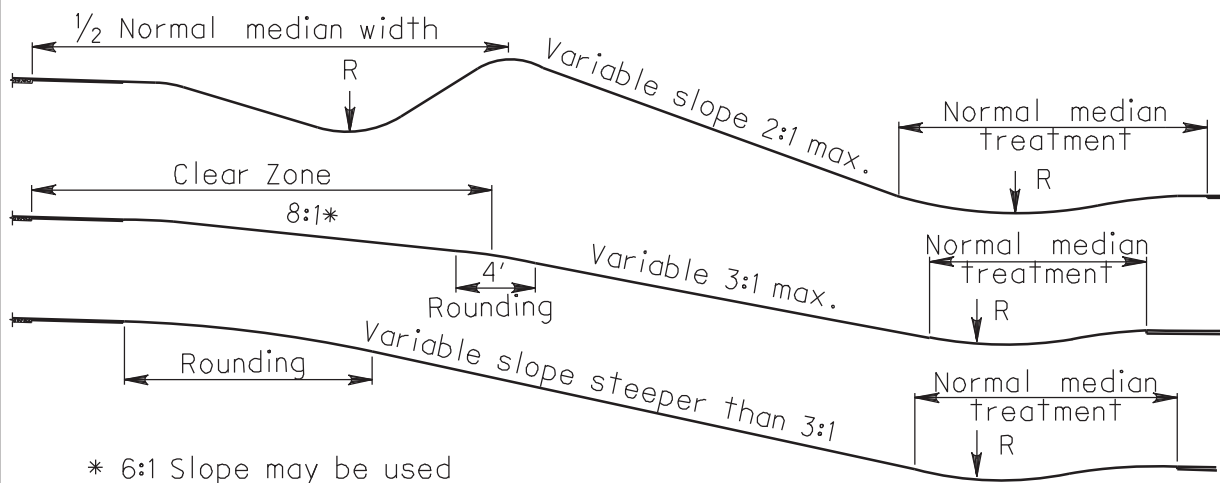 ½ Normal median width
R
Variable slope 2:1 max.
Normal median
treatment
R
Clear Zone
8:1*
4'
Rounding
Variable 3:1 max.
Normal median
treatment
R
Rounding
Variable slope steeper than 3:1
Normal median
treatment
R
* 6:1 Slope may be used